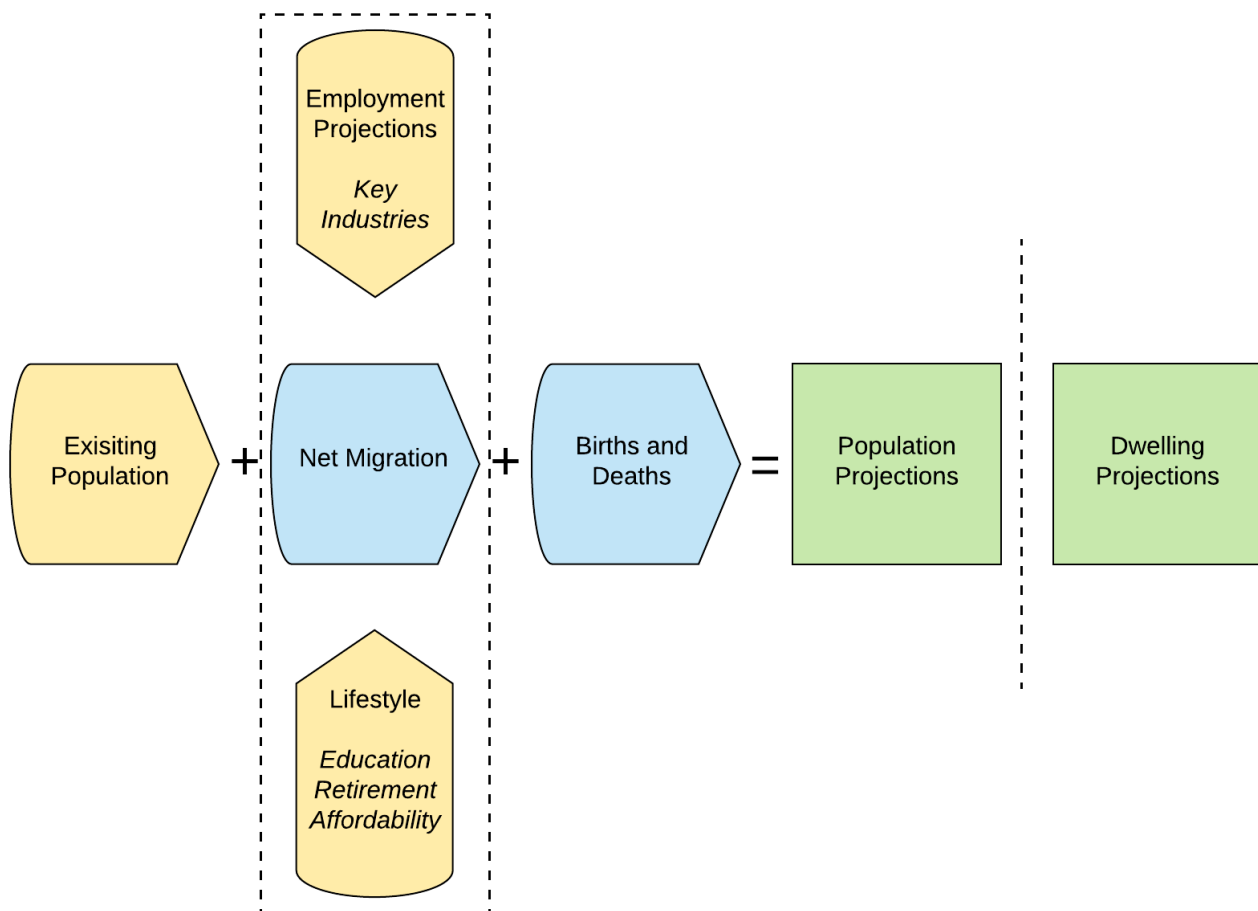 Employment
Projections
Key
Industries
Exisiting
Population
+
Net Migration
+
Births and
Deaths
=
Population
Projections
Dwelling
Projections
Lifestyle
Education
Retirement
Affordability